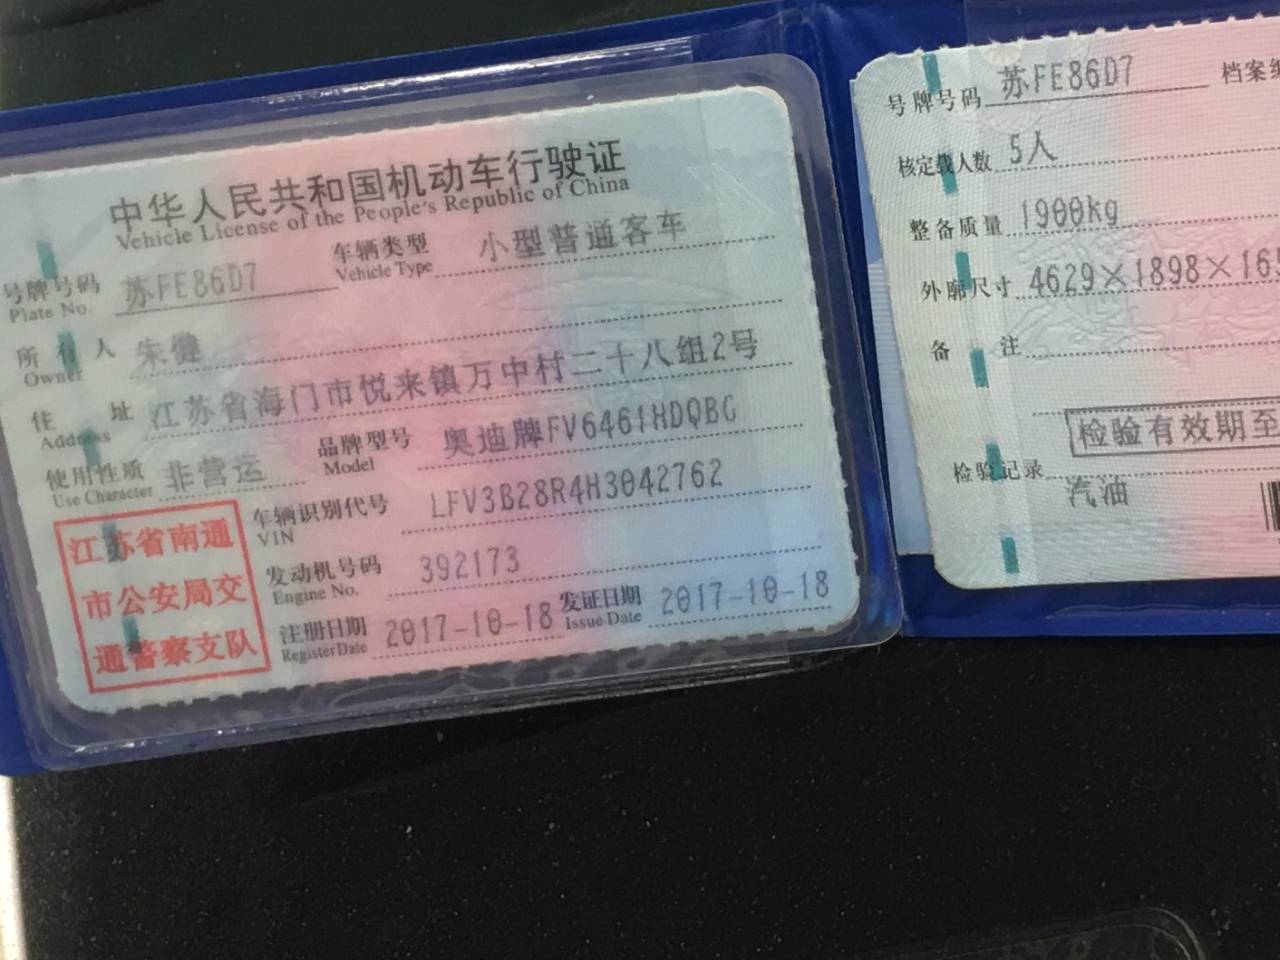 中华人民共和国机动车行驶证
Vehicle License of the People's Republic of China
号牌号码 苏FE86D7 车辆类型 小型普通客车
Plate No. Vehicle Type
所有人 朱健
Owner
住址 江苏省海门市悦来镇万中村二十八组2号
Address
使用性质 非营运 品牌型号 奥迪牌FV6461HDQBG
Use Character Model
江苏省南通
市公安局交
通警察支队
车辆识别代号 LFV3B28R4H3042762
VIN
发动机号码 392173
Engine No.
注册日期 2017-10-18 发证日期 2017-10-18
Register Date Issue Date
号牌号码 苏FE86D7 档案编
核定载人数 5人
整备质量 1900kg
外廓尺寸 4629×1898×165
备注
检验有效期至
检验记录
汽油